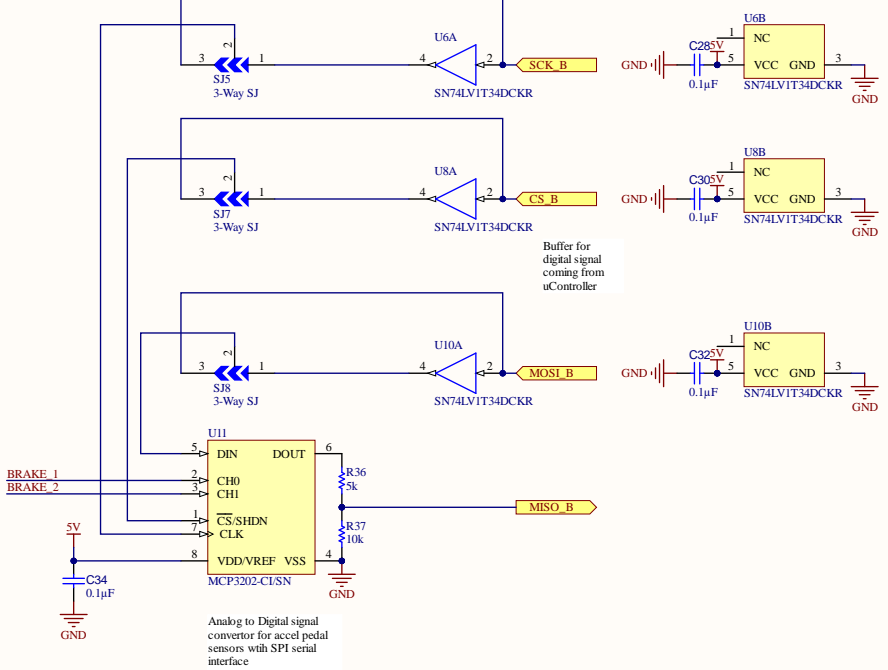 U6B
U6A
1
NC
C28
5V
2
3
1
4
2
SCK_B
GND
5
VCC
GND
3
SJ5
0.1µF
SN74LV1T34DCKR
3-Way SJ
SN74LV1T34DCKR
GND
U8B
U8A
1
NC
C30
5V
2
3
1
4
2
CS_B
GND
5
VCC
GND
3
SJ7
0.1µF
SN74LV1T34DCKR
3-Way SJ
SN74LV1T34DCKR
GND
Buffer for
digital signal
coming from
uController
U10B
U10A
1
NC
C32
5V
2
3
1
4
2
MOSI_B
GND
5
VCC
GND
3
SJ8
0.1µF
SN74LV1T34DCKR
3-Way SJ
SN74LV1T34DCKR
GND
U11
5
DIN
DOUT
6
BRAKE_1
2
CH0
R36
5k
BRAKE_2
3
CH1
MISO_B
1
CS/SHDN
R37
10k
7
CLK
5V
8
VDD/VREF
VSS
4
C34
0.1µF
MCP3202-CI/SN
GND
GND
Analog to Digital signal
convertor for accel pedal
sensors wtih SPI serial
interface